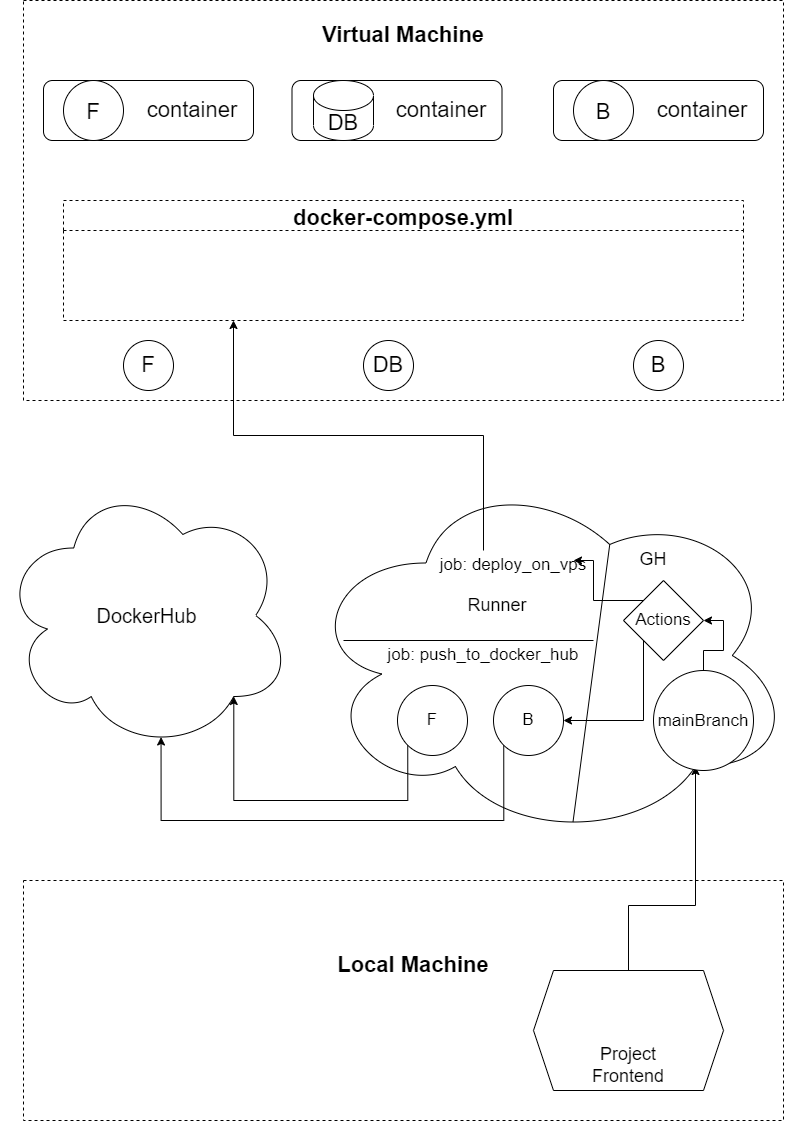 Virtual Machine
F container
DB container
B container
docker-compose.yml
F
DB
B
DockerHub
job: deploy_on_vps
GH
Runner
Actions
job: push_to_docker_hub
F
B
mainBranch
Local Machine
Project
Frontend